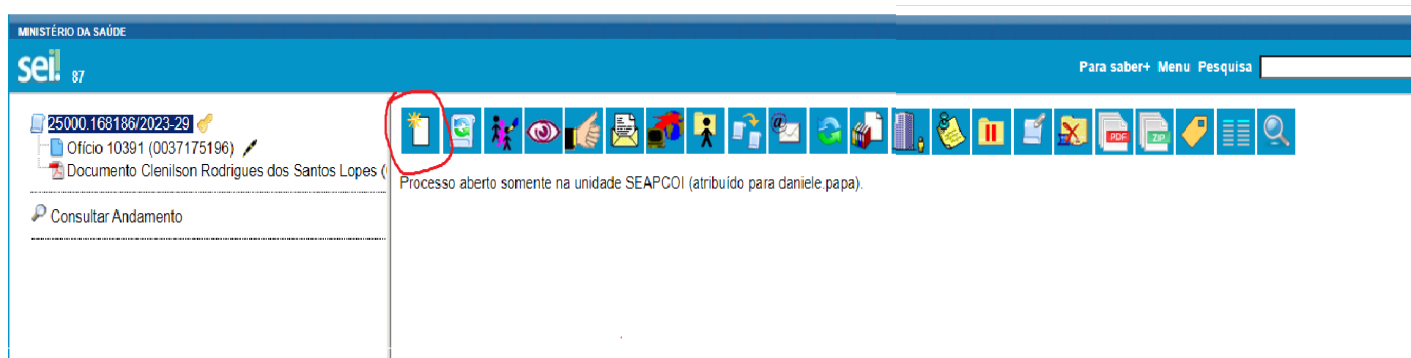 MINISTÉRIO DA SAÚDE
sei! 87
Para saber+ Menu Pesquisa
25000.168186/2023-29
Ofício 10391 (0037175196)
Documento Clenilson Rodrigues dos Santos Lopes (
Consultar Andamento
PDF
ZIP
Processo aberto somente na unidade SEAPCOI (atribuído para daniele.papa).